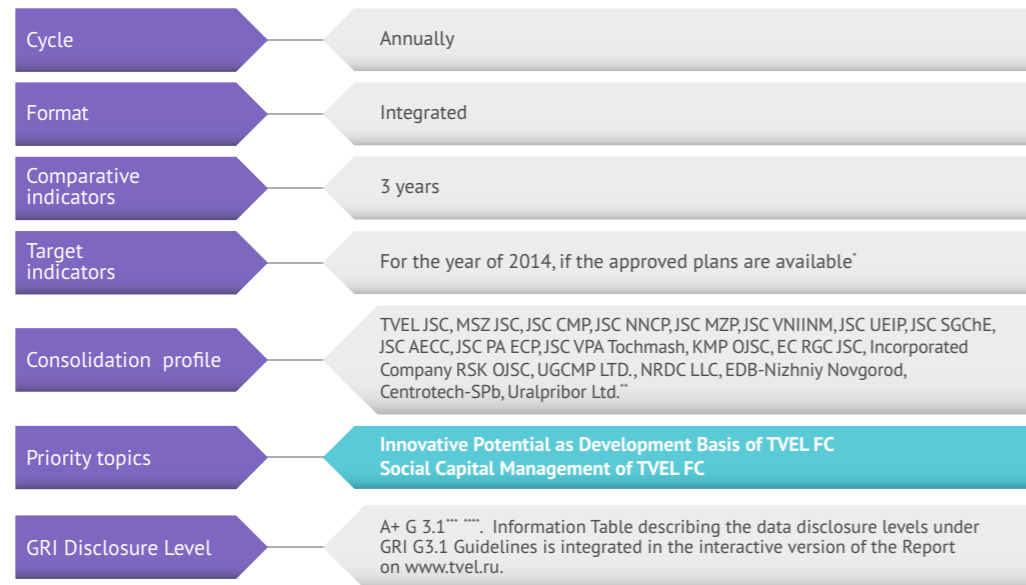 Cycle
Annually
Format
Integrated
Comparative
indicators
3 years
Target
indicators
For the year of 2014, if the approved plans are available*
Consolidation profile
TVEL JSC, MSZ JSC, JSC CMP, JSC NNCP, JSC MZP, JSC VNIINM, JSC UEIP, JSC SGChE,
JSC AECC, JSC PA ECP, JSC VPA Tochmash, KMP OJSC, EC RGC JSC, Incorporated
Company RSK OJSC, UGCMP LTD., NRDC LLC, EDB-Nizhniy Novgorod,
Centrotech-SPb, Uralpribor Ltd.**
Priority topics
Innovative Potential as Development Basis of TVEL FC
Social Capital Management of TVEL FC
GRI Disclosure Level
A+ G 3.1*** ****. Information Table describing the data disclosure levels under
GRI G3.1 Guidelines is integrated in the interactive version of the Report
on www.tvel.ru.